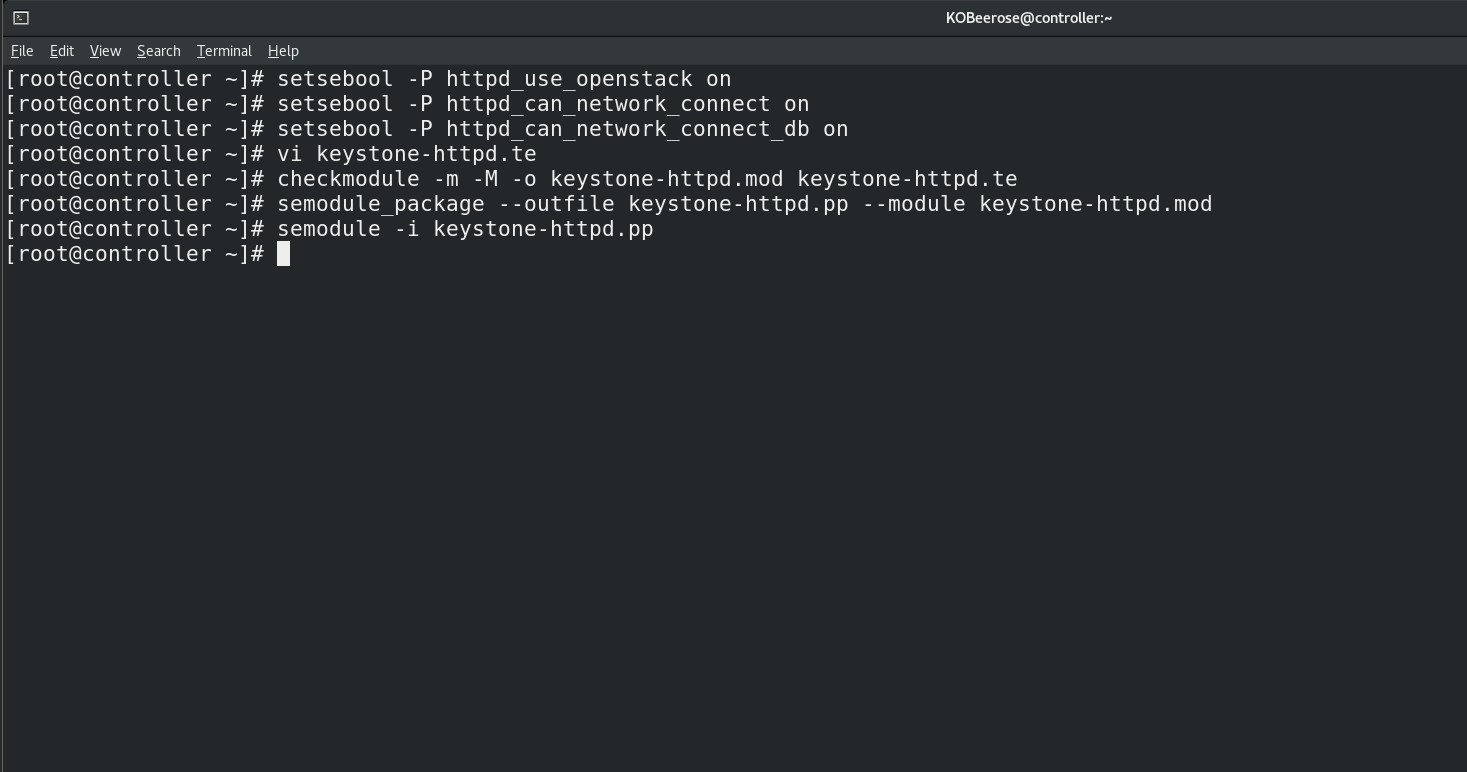 KOBeerose@controller:~
File Edit View Search Terminal Help
[root@controller ~]# setsebool -P httpd_use_openstack on
[root@controller ~]# setsebool -P httpd_can_network_connect on
[root@controller ~]# setsebool -P httpd_can_network_connect_db on
[root@controller ~]# vi keystone-httpd.te
[root@controller ~]# checkmodule -m -M -o keystone-httpd.mod keystone-httpd.te
[root@controller ~]# semodule_package --outfile keystone-httpd.pp --module keystone-httpd.mod
[root@controller ~]# semodule -i keystone-httpd.pp
[root@controller ~]#